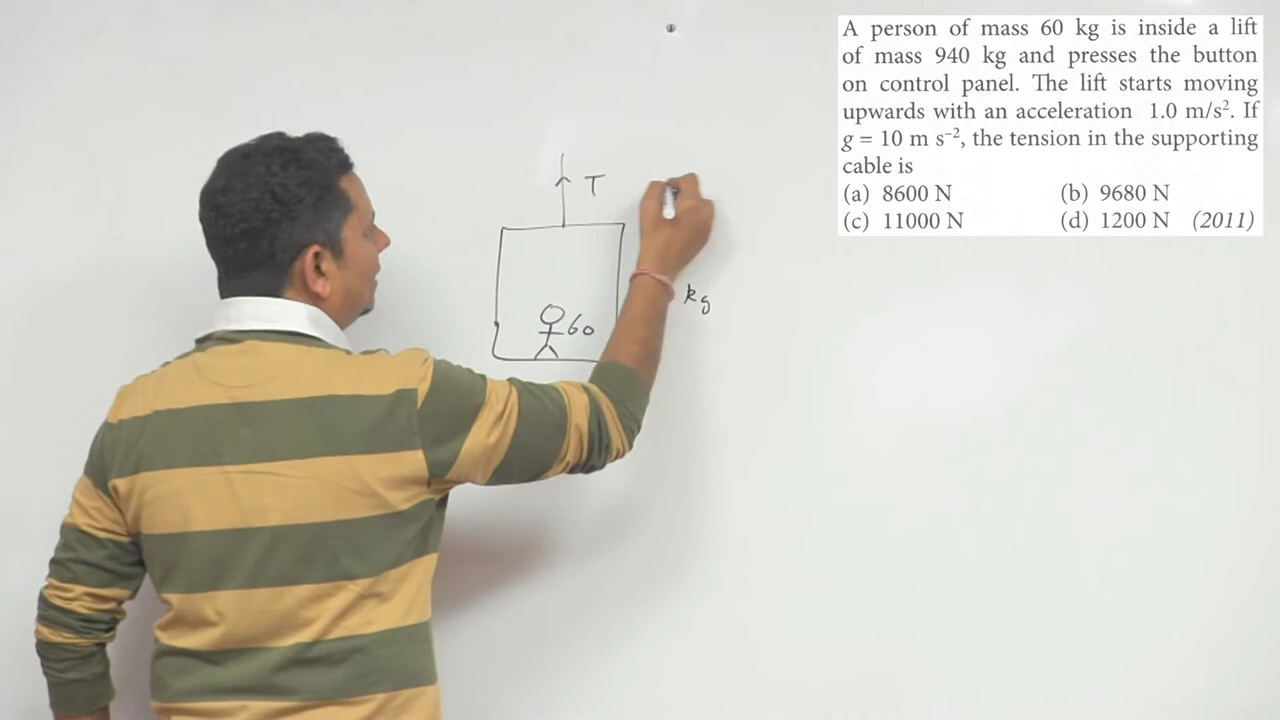 A person of mass 60 kg is inside a lift
of mass 940 kg and presses the button
on control panel. The lift starts moving
upwards with an acceleration 1.0 m/s². If
g = 10 m s⁻², the tension in the supporting
cable is
(a) 8600 N (b) 9680 N
(c) 11000 N (d) 1200 N (2011)
T
kg
60